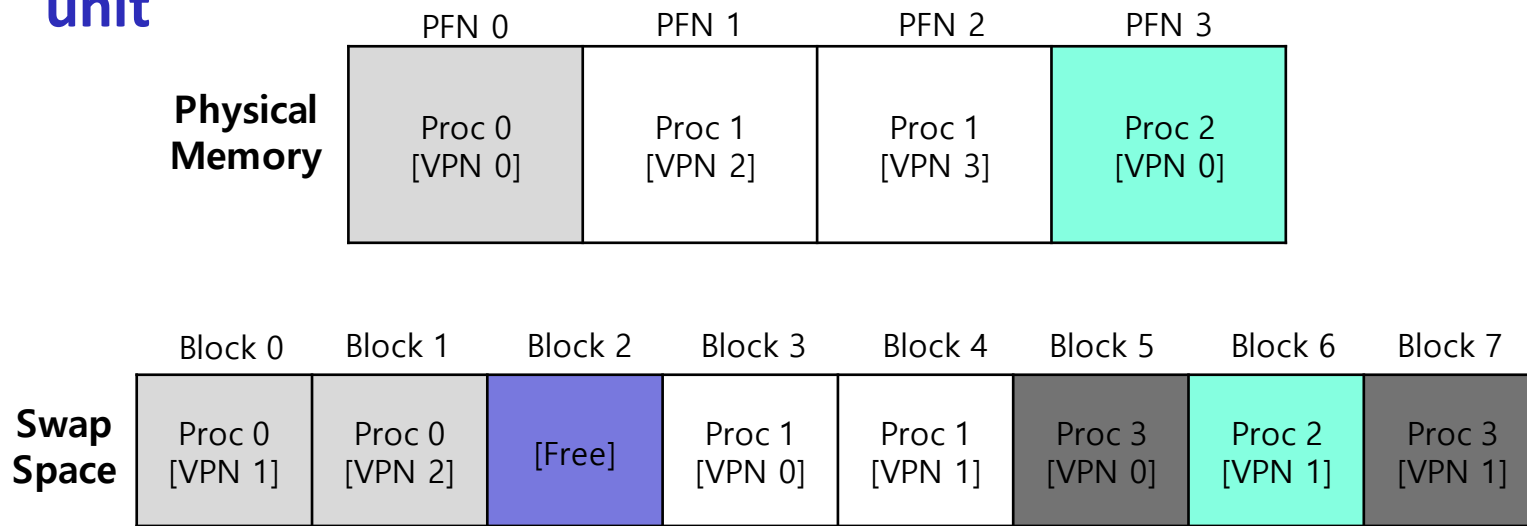 unit
PFN 0 PFN 1 PFN 2 PFN 3
Physical
Memory
Proc 0
[VPN 0]
Proc 1
[VPN 2]
Proc 1
[VPN 3]
Proc 2
[VPN 0]
Block 0 Block 1 Block 2 Block 3 Block 4 Block 5 Block 6 Block 7
Swap
Space
Proc 0
[VPN 1]
Proc 0
[VPN 2]
[Free]
Proc 1
[VPN 0]
Proc 1
[VPN 1]
Proc 3
[VPN 0]
Proc 2
[VPN 1]
Proc 3
[VPN 1]